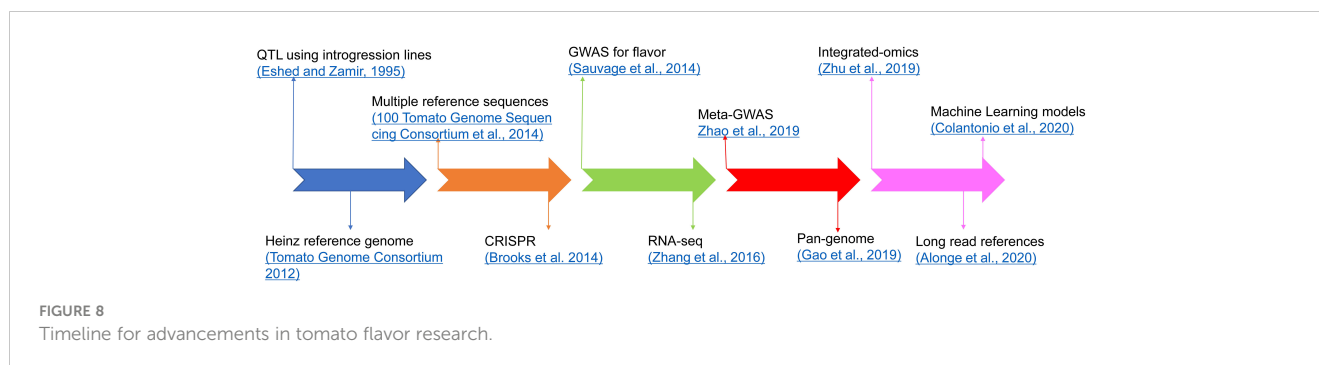 QTL using introgression lines
(Eshed and Zamir, 1995)
Multiple reference sequences
(100 Tomato Genome Sequen
cing Consortium et al., 2014)
GWAS for flavor
(Sauvage et al., 2014)
Meta-GWAS
Zhao et al., 2019
Integrated-omics
(Zhu et al., 2019)
Machine Learning models
(Colantonio et al., 2020)
Heinz reference genome
(Tomato Genome Consortium
2012)
CRISPR
(Brooks et al. 2014)
RNA-seq
(Zhang et al., 2016)
Pan-genome
(Gao et al., 2019)
Long read references
(Alonge et al., 2020)
FIGURE 8
Timeline for advancements in tomato flavor research.